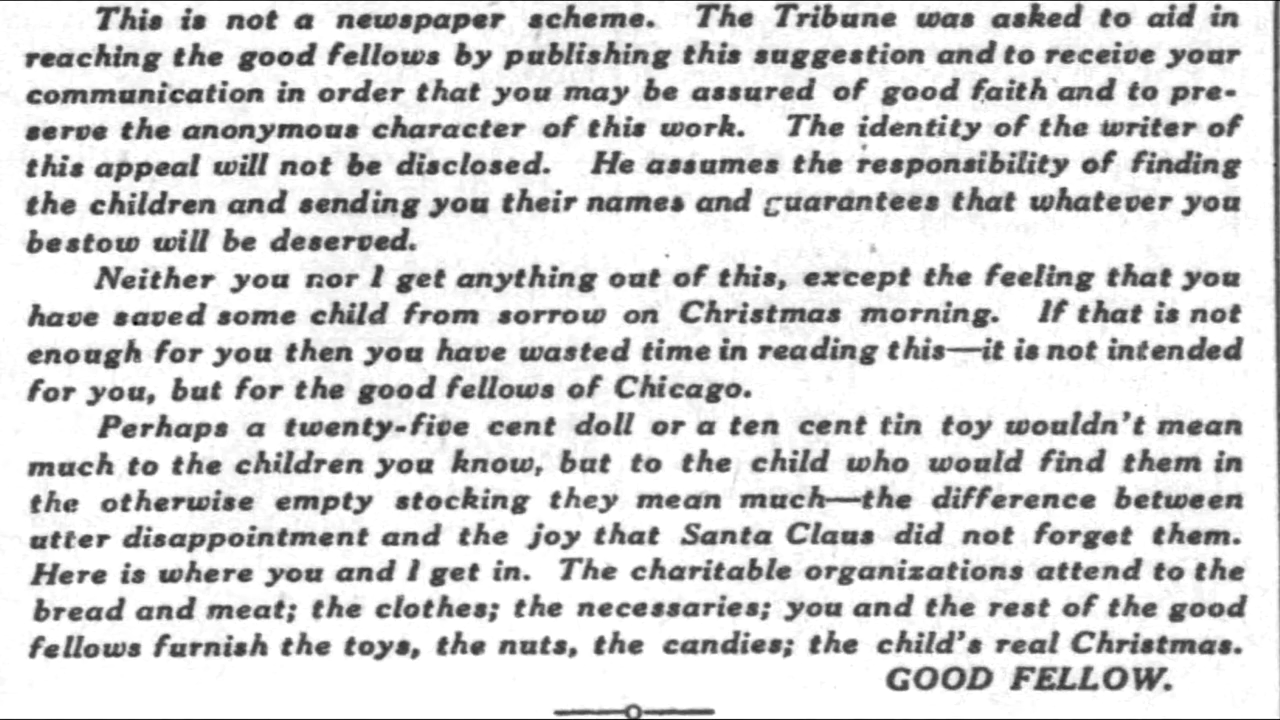 This is not a newspaper scheme. The Tribune was asked to aid in
reaching the good fellows by publishing this suggestion and to receive your
communication in order that you may be assured of good faith and to pre-
serve the anonymous character of this work. The identity of the writer of
this appeal will not be disclosed. He assumes the responsibility of finding
the children and sending you their names and guarantees that whatever you
bestow will be deserved.
Neither you nor I get anything out of this, except the feeling that you
have saved some child from sorrow on Christmas morning. If that is not
enough for you then you have wasted time in reading this—it is not intended
for you, but for the good fellows of Chicago.
Perhaps a twenty-five cent doll or a ten cent tin toy wouldn't mean
much to the children you know, but to the child who would find them in
the otherwise empty stocking they mean much—the difference between
utter disappointment and the joy that Santa Claus did not forget them.
Here is where you and I get in. The charitable organizations attend to the
bread and meat; the clothes; the necessaries; you and the rest of the good
fellows furnish the toys, the nuts, the candies; the child's real Christmas.
GOOD FELLOW.